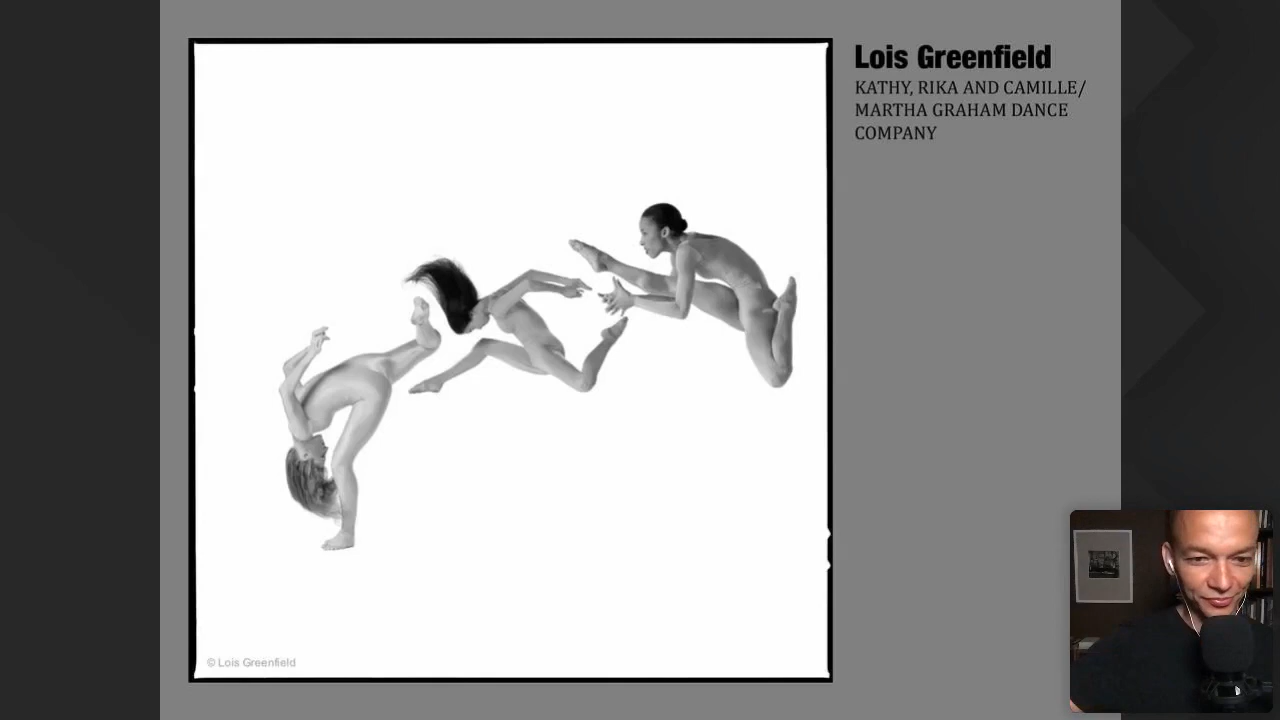 Lois Greenfield
KATHY, RIKA AND CAMILLE/
MARTHA GRAHAM DANCE
COMPANY
© Lois Greenfield